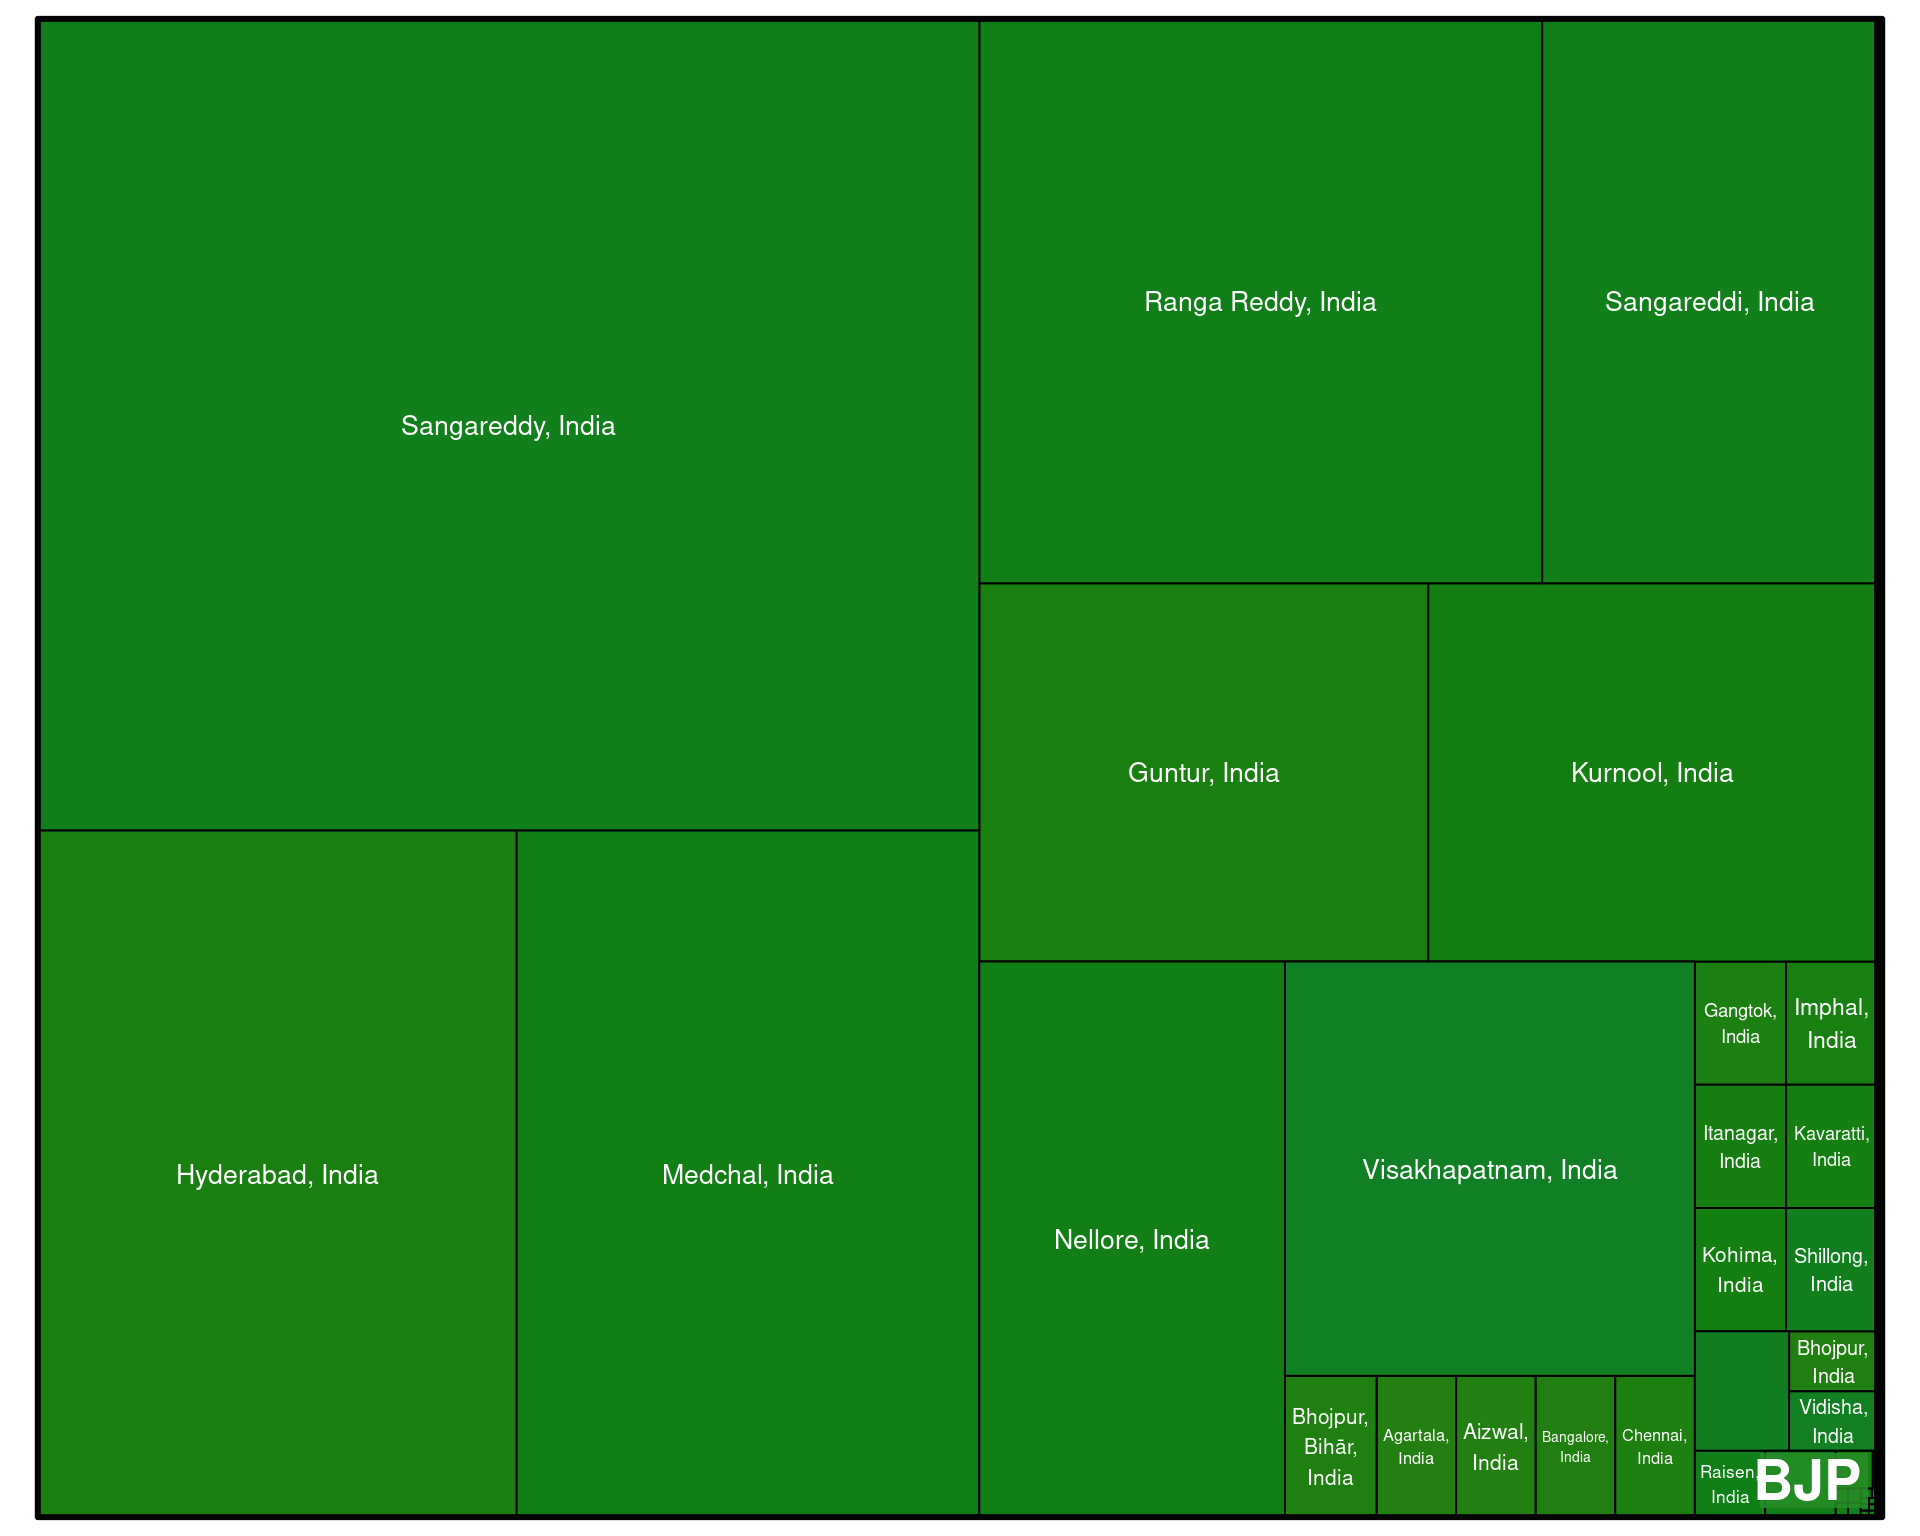 Sangareddy, India
Ranga Reddy, India
Sangareddi, India
Guntur, India
Kurnool, India
Hyderabad, India
Medchal, India
Nellore, India
Visakhapatnam, India
Gangtok,
India
Imphal,
India
Itanagar,
India
Kavaratti,
India
Kohima,
India
Shillong,
India
Bhojpur,
India
Vidisha,
India
Bhojpur,
Bihār,
India
Agartala,
India
Aizwal,
India
Bangalore,
India
Chennai,
India
Raisen,
India
BJP